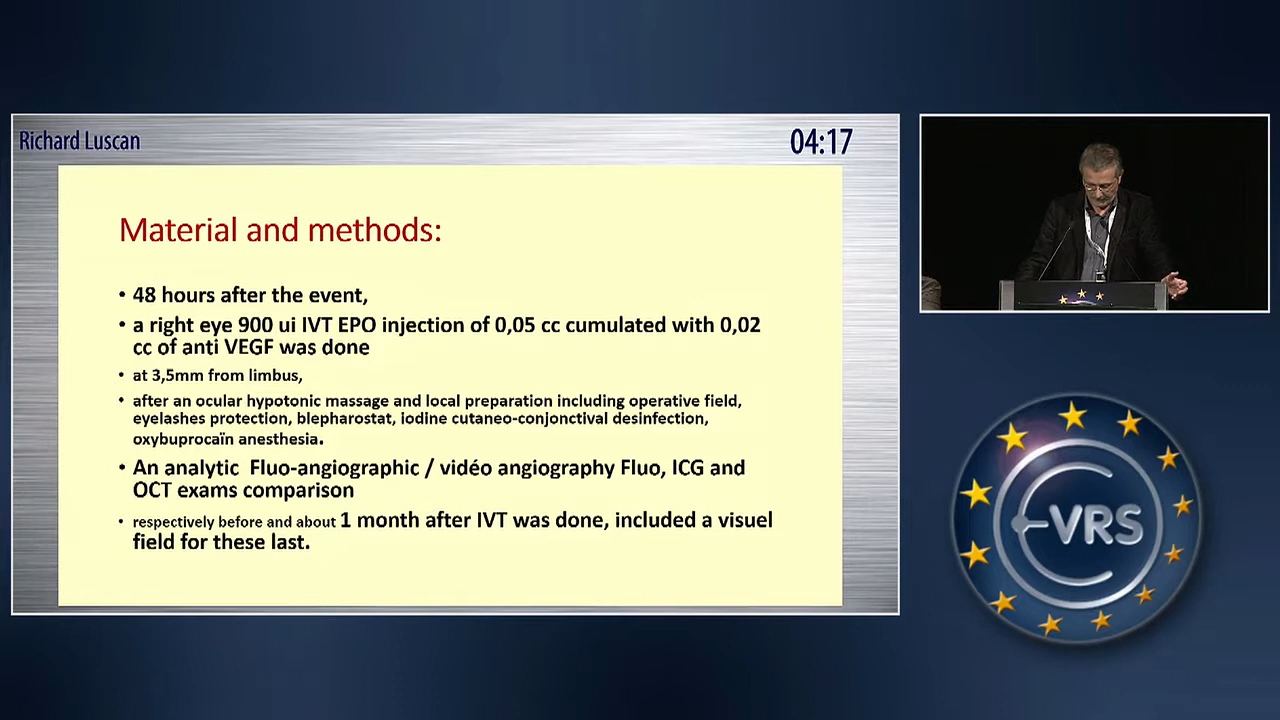 Richard Luscan
04:17
Material and methods:
• 48 hours after the event,
• a right eye 900 ui IVT EPO injection of 0,05 cc cumulated with 0,02
cc of anti VEGF was done
• at 3,5mm from limbus,
• after an ocular hypotonic massage and local preparation including operative field,
eyelashes protection, blepharostat, iodine cutaneo-conjonctival desinfection,
oxybuprocaïn anesthesia.
• An analytic Fluo-angiographic / vidéo angiography Fluo, ICG and
OCT exams comparison
• respectively before and about 1 month after IVT was done, included a visuel
field for these last.
EVRS